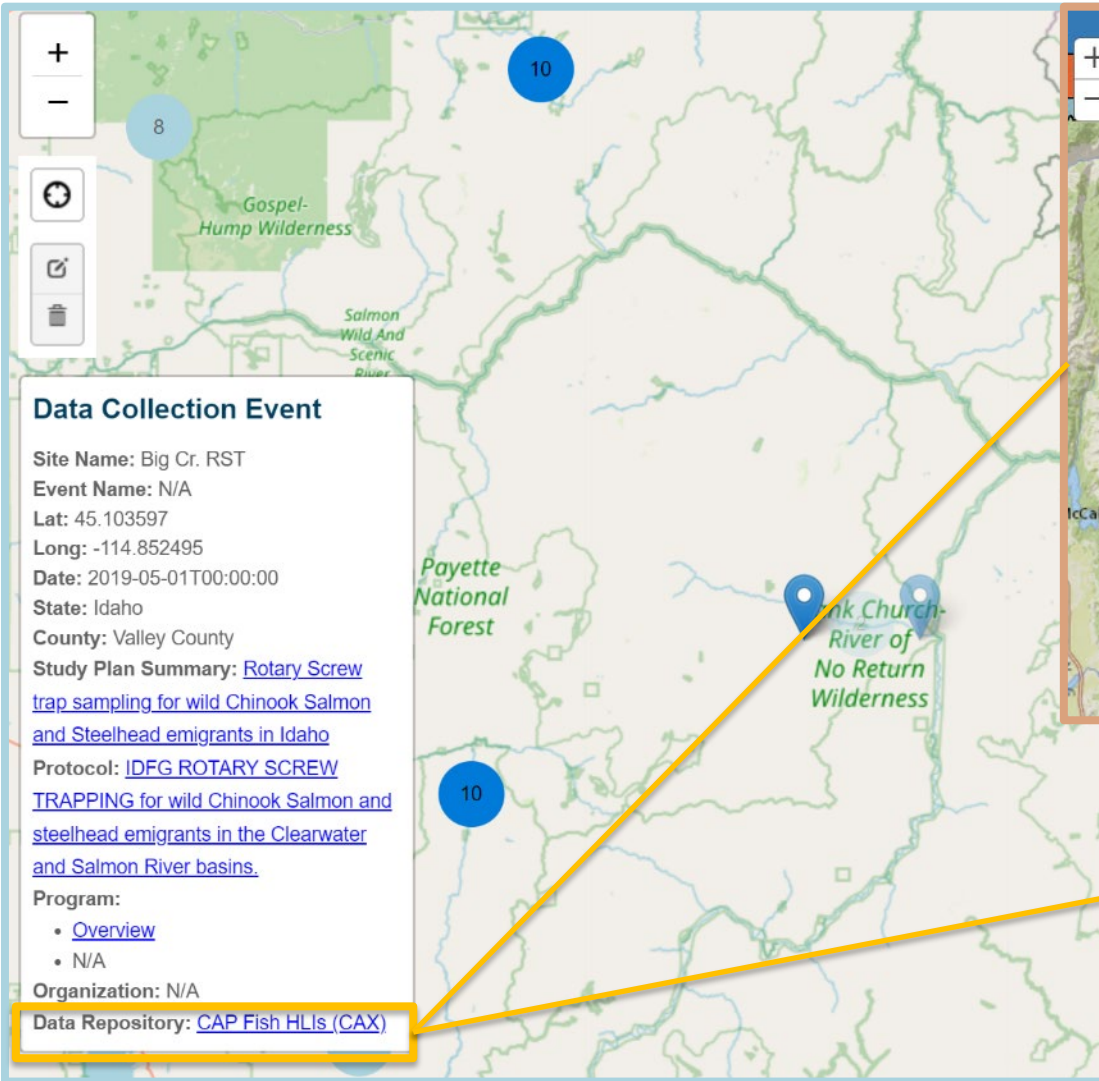 +
−
8
10
Gospel-
Hump Wilderness
Salmon
Wild And
Scenic
River
Data Collection Event
Site Name: Big Cr. RST
Event Name: N/A
Lat: 45.103597
Long: -114.852495
Date: 2019-05-01T00:00:00
State: Idaho
County: Valley County
Study Plan Summary: Rotary Screw
trap sampling for wild Chinook Salmon
and Steelhead emigrants in Idaho
Protocol: IDFG ROTARY SCREW
TRAPPING for wild Chinook Salmon and
steelhead emigrants in the Clearwater
and Salmon River basins.
Program:
• Overview
• N/A
Organization: N/A
Data Repository: CAP Fish HLIs (CAX)
Payette
National
Forest
nk Church-
River of
No Return
Wilderness
10
+
−
McCa